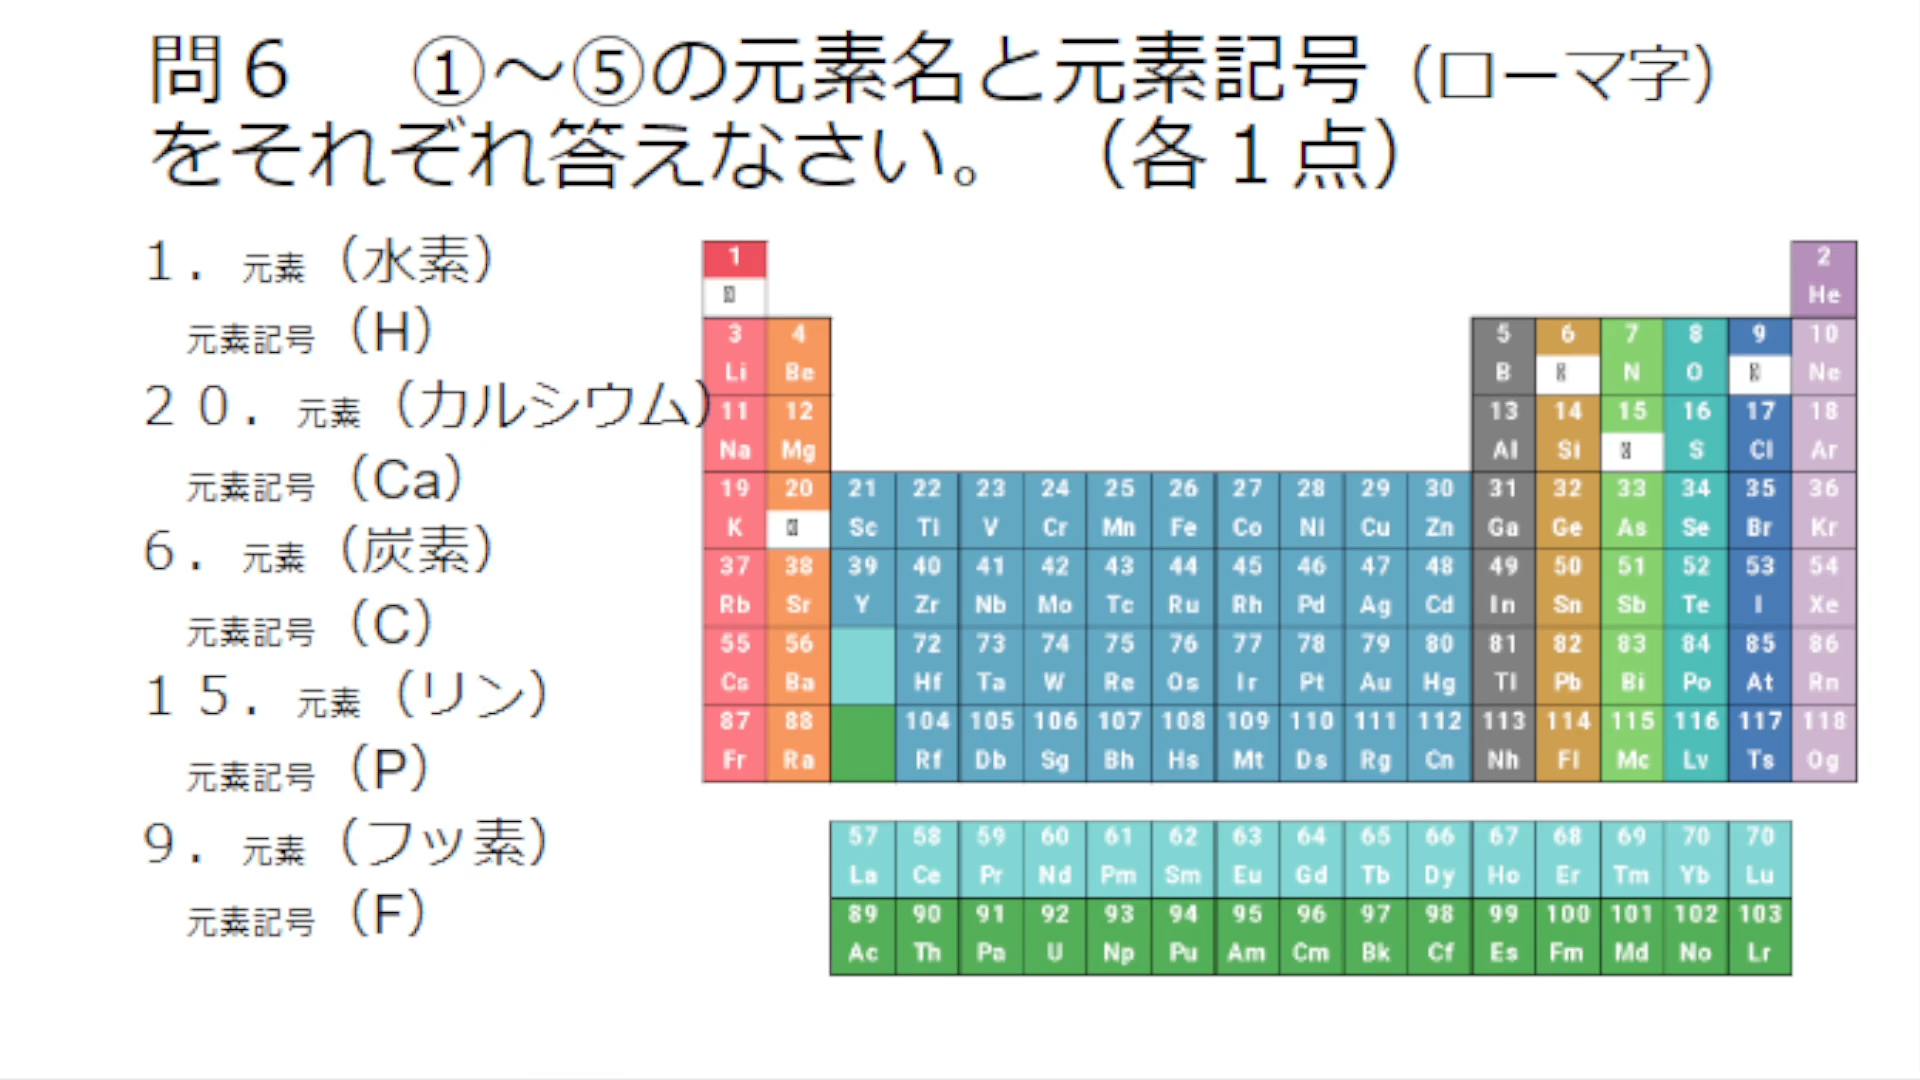 問６　①～⑤の元素名と元素記号（ローマ字）
をそれぞれ答えなさい。（各１点）
１．元素（水素）
元素記号（H）
２０．元素（カルシウム）
元素記号（Ca）
６．元素（炭素）
元素記号（C）
１５．元素（リン）
元素記号（P）
９．元素（フッ素）
元素記号（F）
1 2
He
3 4 5 6 7 8 9 10
Li Be B N O Ne
11 12 13 14 15 16 17 18
Na Mg Al Si S Cl Ar
19 20 21 22 23 24 25 26 27 28 29 30 31 32 33 34 35 36
K Sc Ti V Cr Mn Fe Co Ni Cu Zn Ga Ge As Se Br Kr
37 38 39 40 41 42 43 44 45 46 47 48 49 50 51 52 53 54
Rb Sr Y Zr Nb Mo Tc Ru Rh Pd Ag Cd In Sn Sb Te I Xe
55 56 72 73 74 75 76 77 78 79 80 81 82 83 84 85 86
Cs Ba Hf Ta W Re Os Ir Pt Au Hg Tl Pb Bi Po At Rn
87 88 104 105 106 107 108 109 110 111 112 113 114 115 116 117 118
Fr Ra Rf Db Sg Bh Hs Mt Ds Rg Cn Nh Fl Mc Lv Ts Og
57 58 59 60 61 62 63 64 65 66 67 68 69 70 70
La Ce Pr Nd Pm Sm Eu Gd Tb Dy Ho Er Tm Yb Lu
89 90 91 92 93 94 95 96 97 98 99 100 101 102 103
Ac Th Pa U Np Pu Am Cm Bk Cf Es Fm Md No Lr